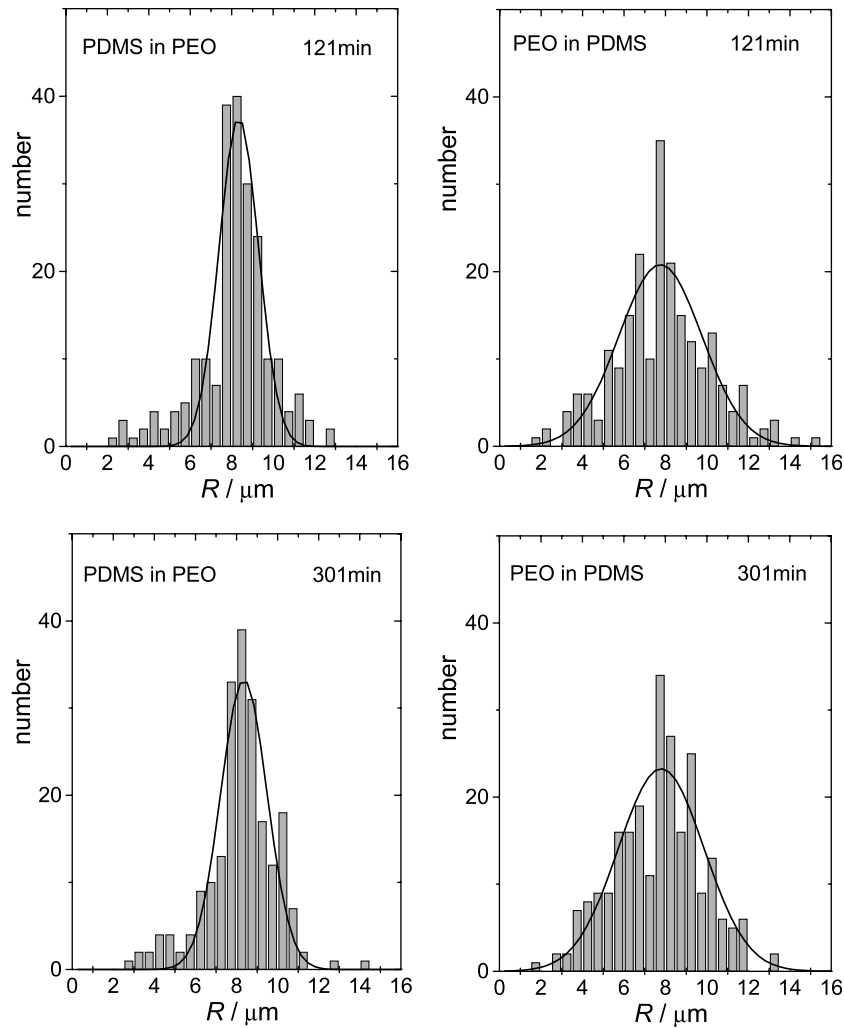 PDMS in PEO 121min
40
20
0
number
0 2 4 6 8 10 12 14 16
R / μm
PEO in PDMS 121min
40
20
0
number
0 2 4 6 8 10 12 14 16
R / μm
PDMS in PEO 301min
40
20
0
number
0 2 4 6 8 10 12 14 16
R / μm
PEO in PDMS 301min
40
20
0
number
0 2 4 6 8 10 12 14 16
R / μm